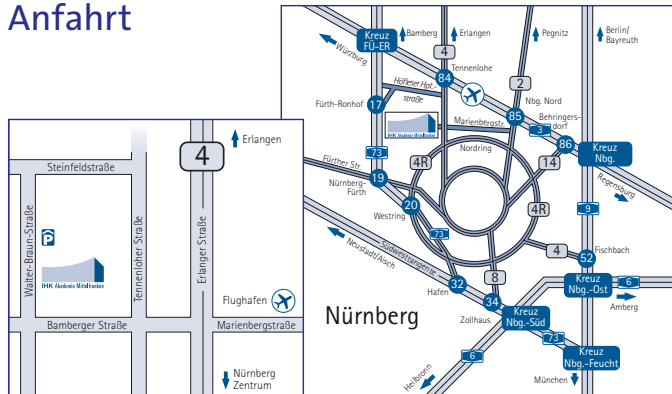 Anfahrt
4
Erlangen
Steinfeldstraße
Walter-Braun-Straße
P
IHK Akademie Mittelfranken
Tennenloher Straße
Erlanger Straße
Flughafen
Bamberger Straße
Marienbergstraße
Nürnberg
Zentrum
Kreuz
FÜ-ER
Bamberg
Erlangen
Pegnitz
Berlin/
Bayreuth
Würzburg
4
Tennenlohe
84
2
Höfleser Hpt.-
straße
Fürth-Ronhof
17
Nbg. Nord
85
Marienbergstr.
Behringers-
dorf
3
86
IHK Akademie Mittelfranken
Nordring
Kreuz
Nbg.
73
Fürther Str
4R
14
19
Nürnberg-
Fürth
Regensburg
20
Westring
4R
9
73
Neustadt/Aisch
Südwesttangente
4
Fischbach
52
32
8
Hafen
34
Zollhaus
Kreuz
Nbg.-Ost
6
Amberg
Nürnberg
Kreuz
Nbg.-Süd
73
6
Kreuz
Nbg.-Feucht
Heilbronn
München